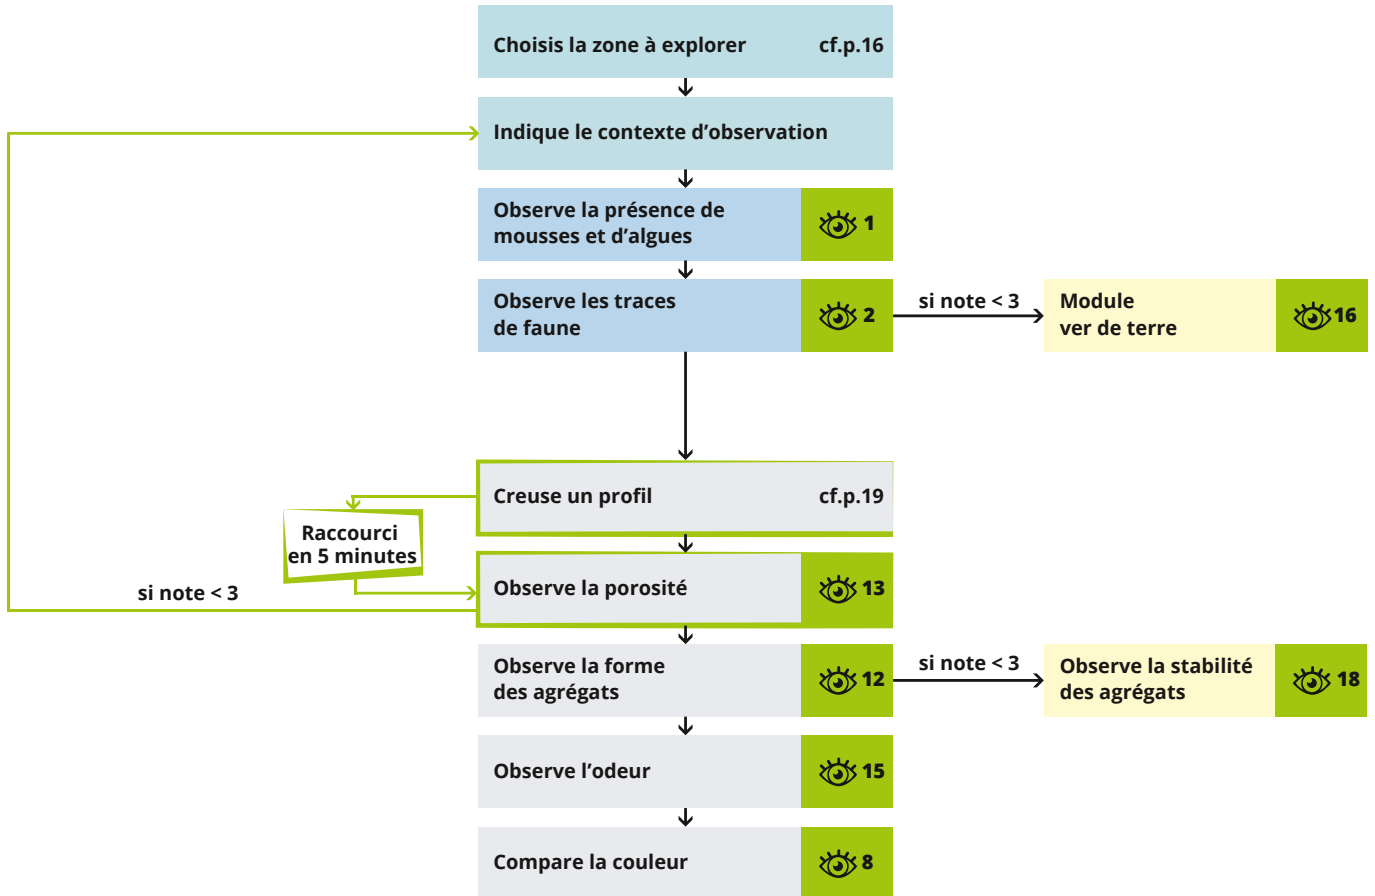 Choisis la zone à explorer cf.p.16
Indique le contexte d’observation
Observe la présence de
mousses et d’algues
1
Observe les traces
de faune
2
si note < 3
Module
ver de terre
16
Creuse un profil cf.p.19
Raccourci
en 5 minutes
Observe la porosité
13
si note < 3
Observe la forme
des agrégats
12
si note < 3
Observe la stabilité
des agrégats
18
Observe l’odeur
15
Compare la couleur
8